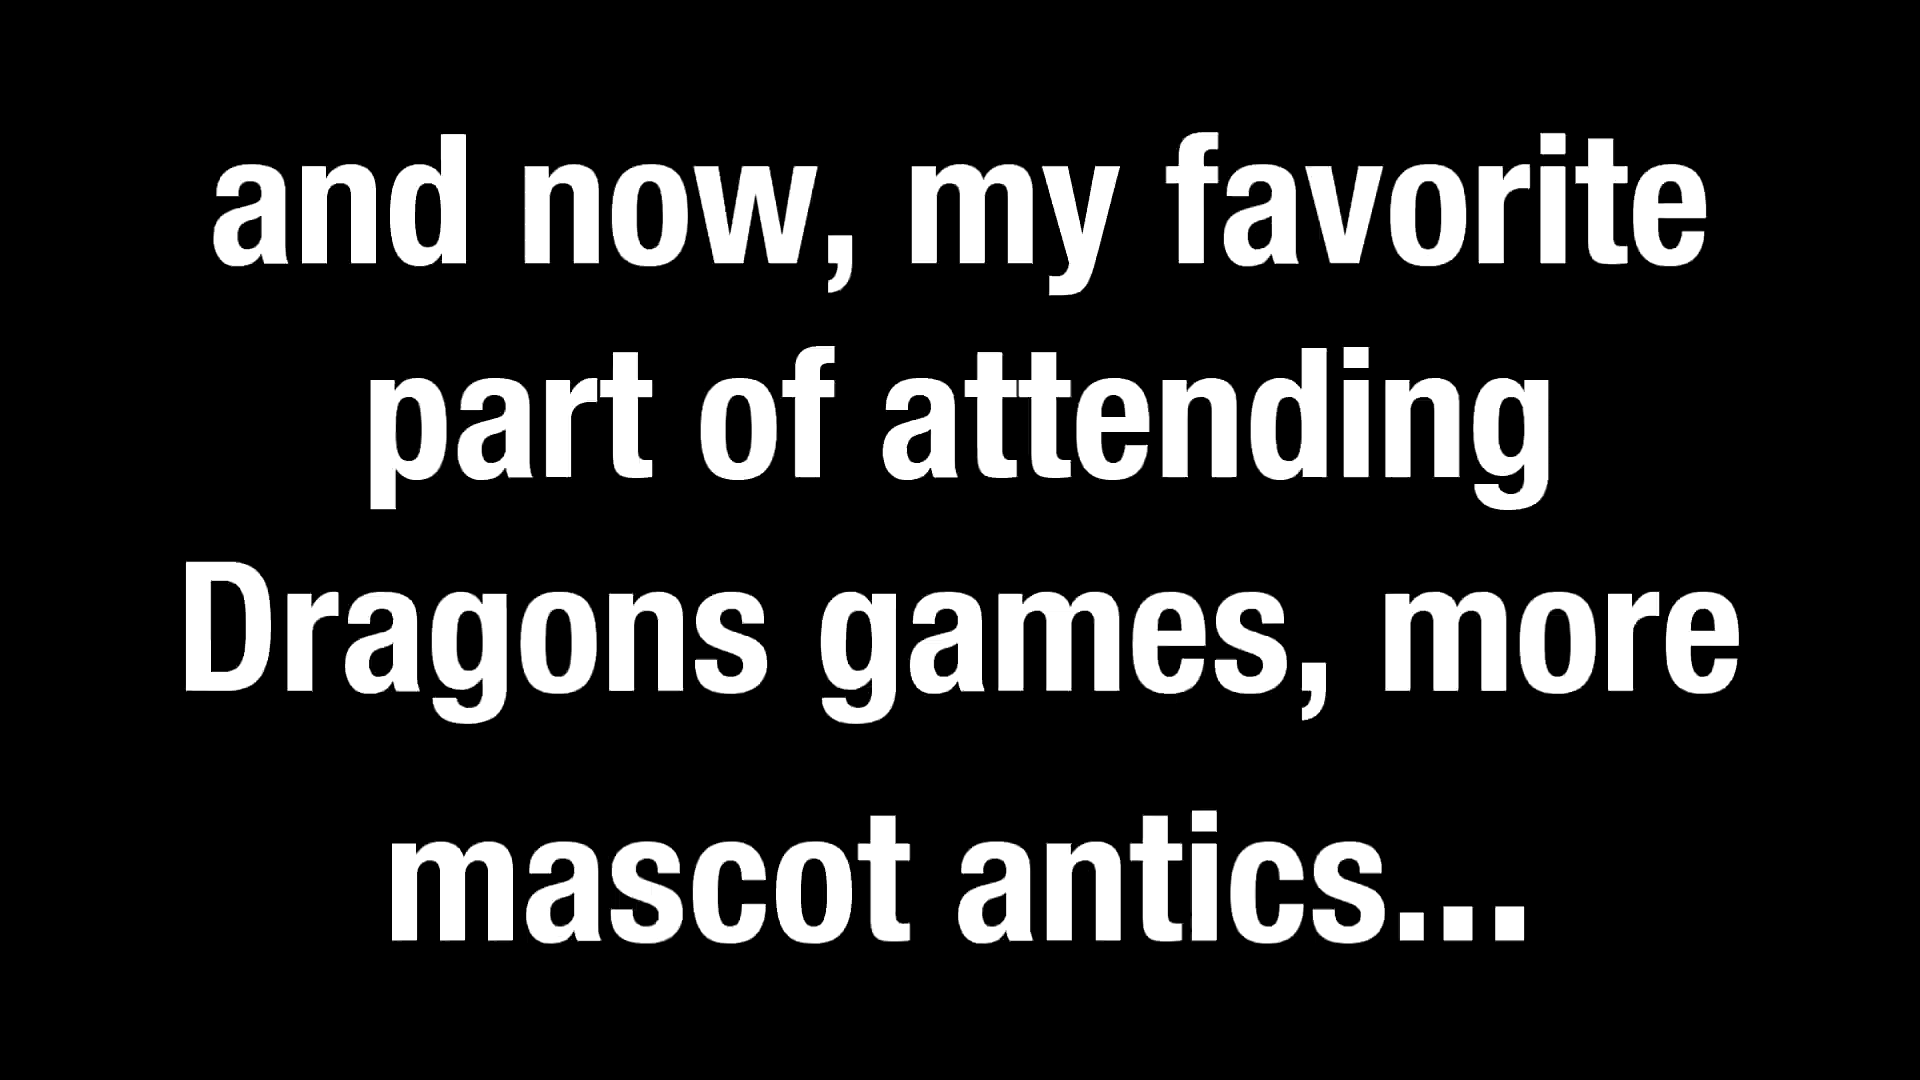 and now, my favorite
part of attending
Dragons games, more
mascot antics...